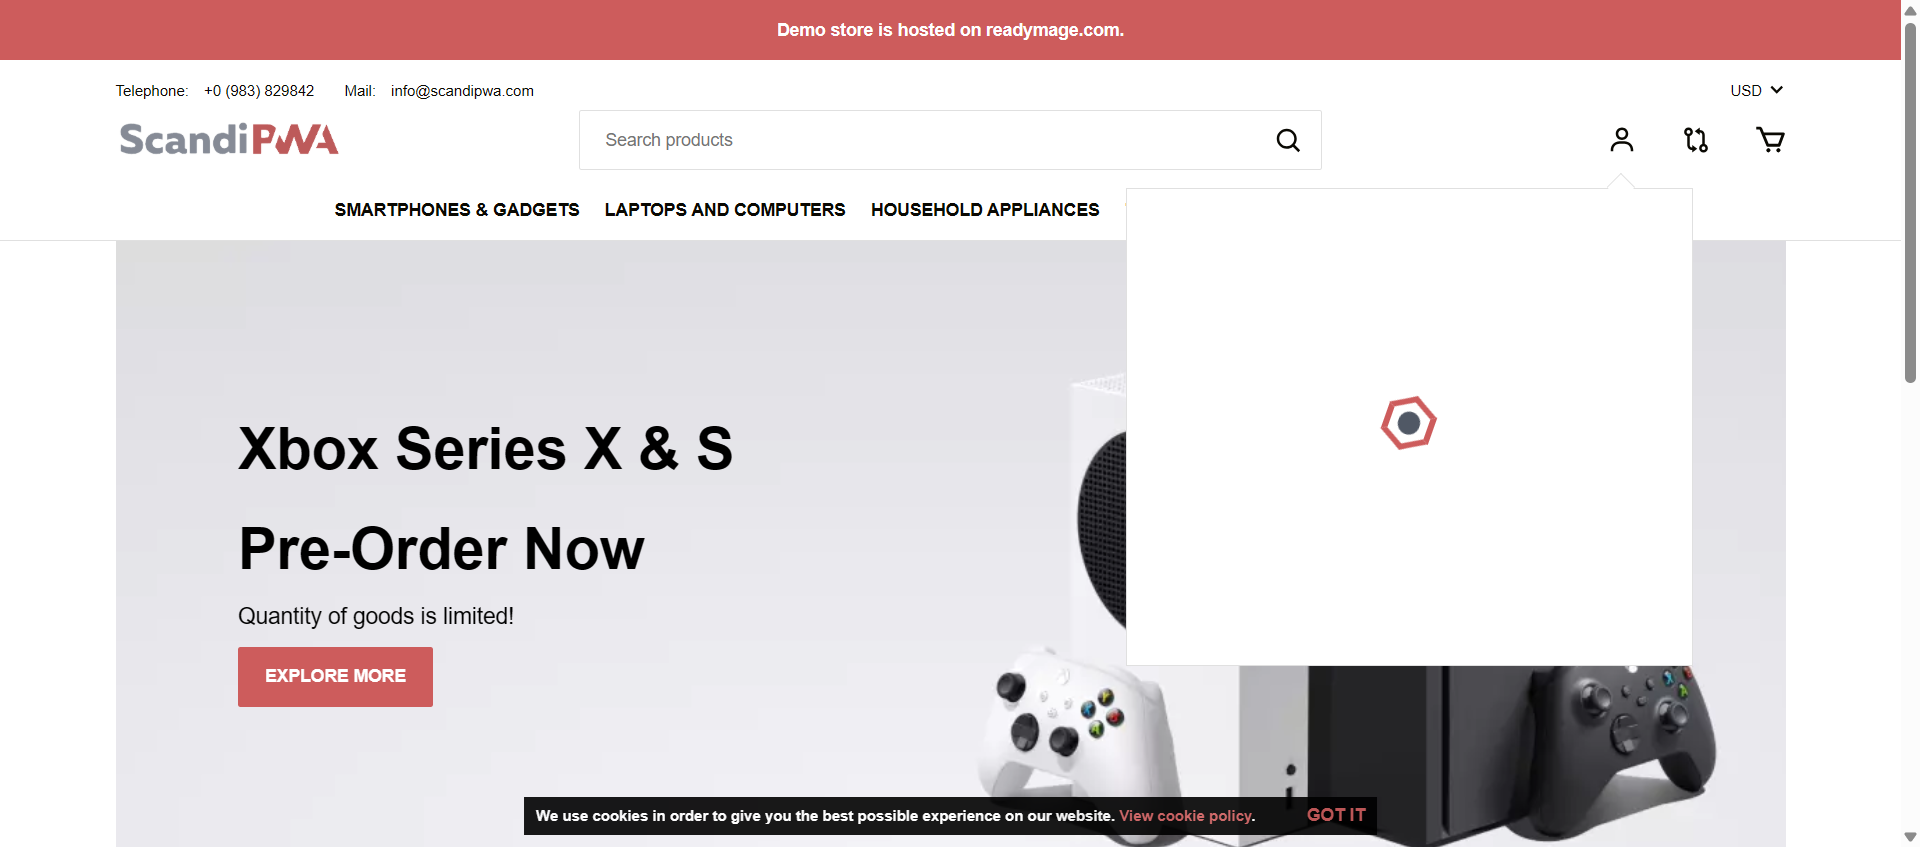 Demo store is hosted on readymage.com.
Telephone: +0 (983) 829842 Mail: info@scandipwa.com
USD
ScandiPWA
Search products
SMARTPHONES & GADGETS LAPTOPS AND COMPUTERS HOUSEHOLD APPLIANCES
Xbox Series X & S
Pre-Order Now
Quantity of goods is limited!
EXPLORE MORE
We use cookies in order to give you the best possible experience on our website. View cookie policy.
GOT IT